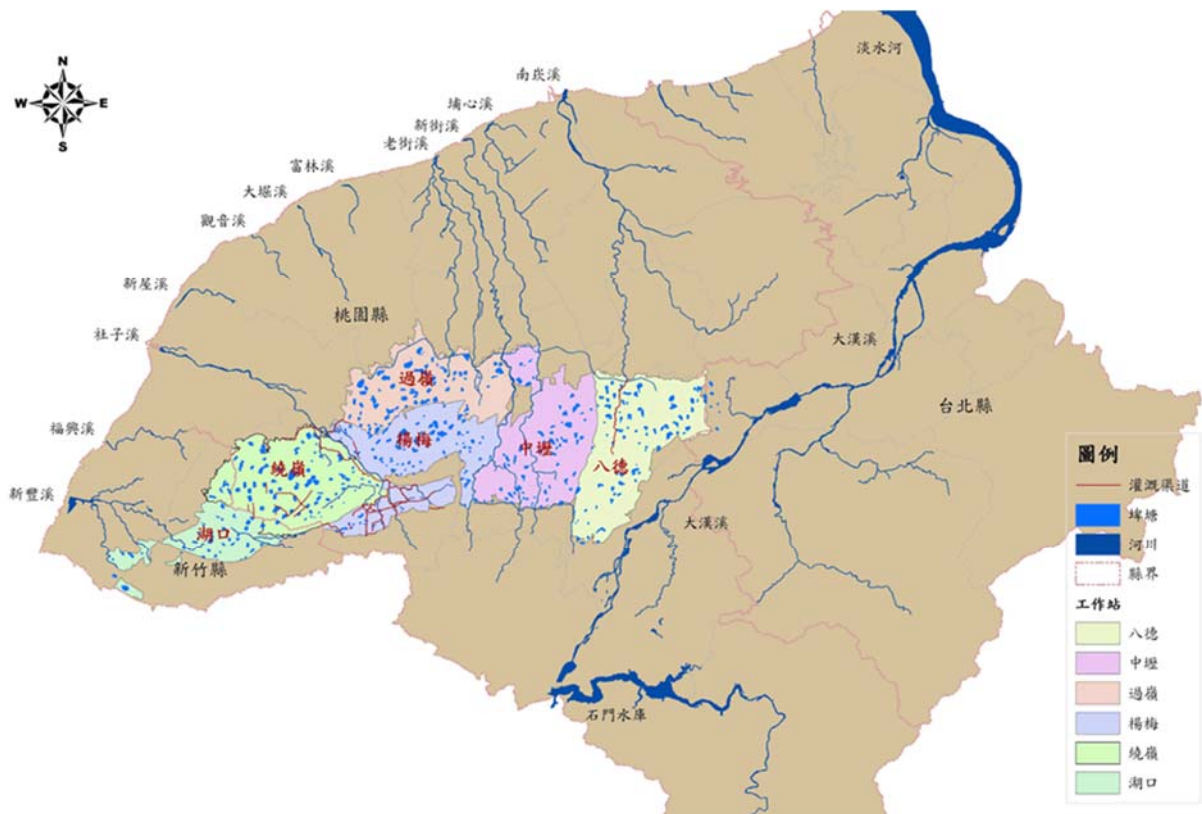 N
W
E
S
淡水河
南崁溪
埔心溪
新街溪
老街溪
富林溪
大堀溪
觀音溪
新屋溪
桃園縣
社子溪
大漢溪
過嶺
台北縣
福興溪
楊梅
中壢
八德
繞嶺
新豐溪
大漢溪
湖口
新竹縣
石門水庫
圖例
灌溉渠道
埤塘
河川
縣界
工作站
八德
中壢
過嶺
楊梅
繞嶺
湖口